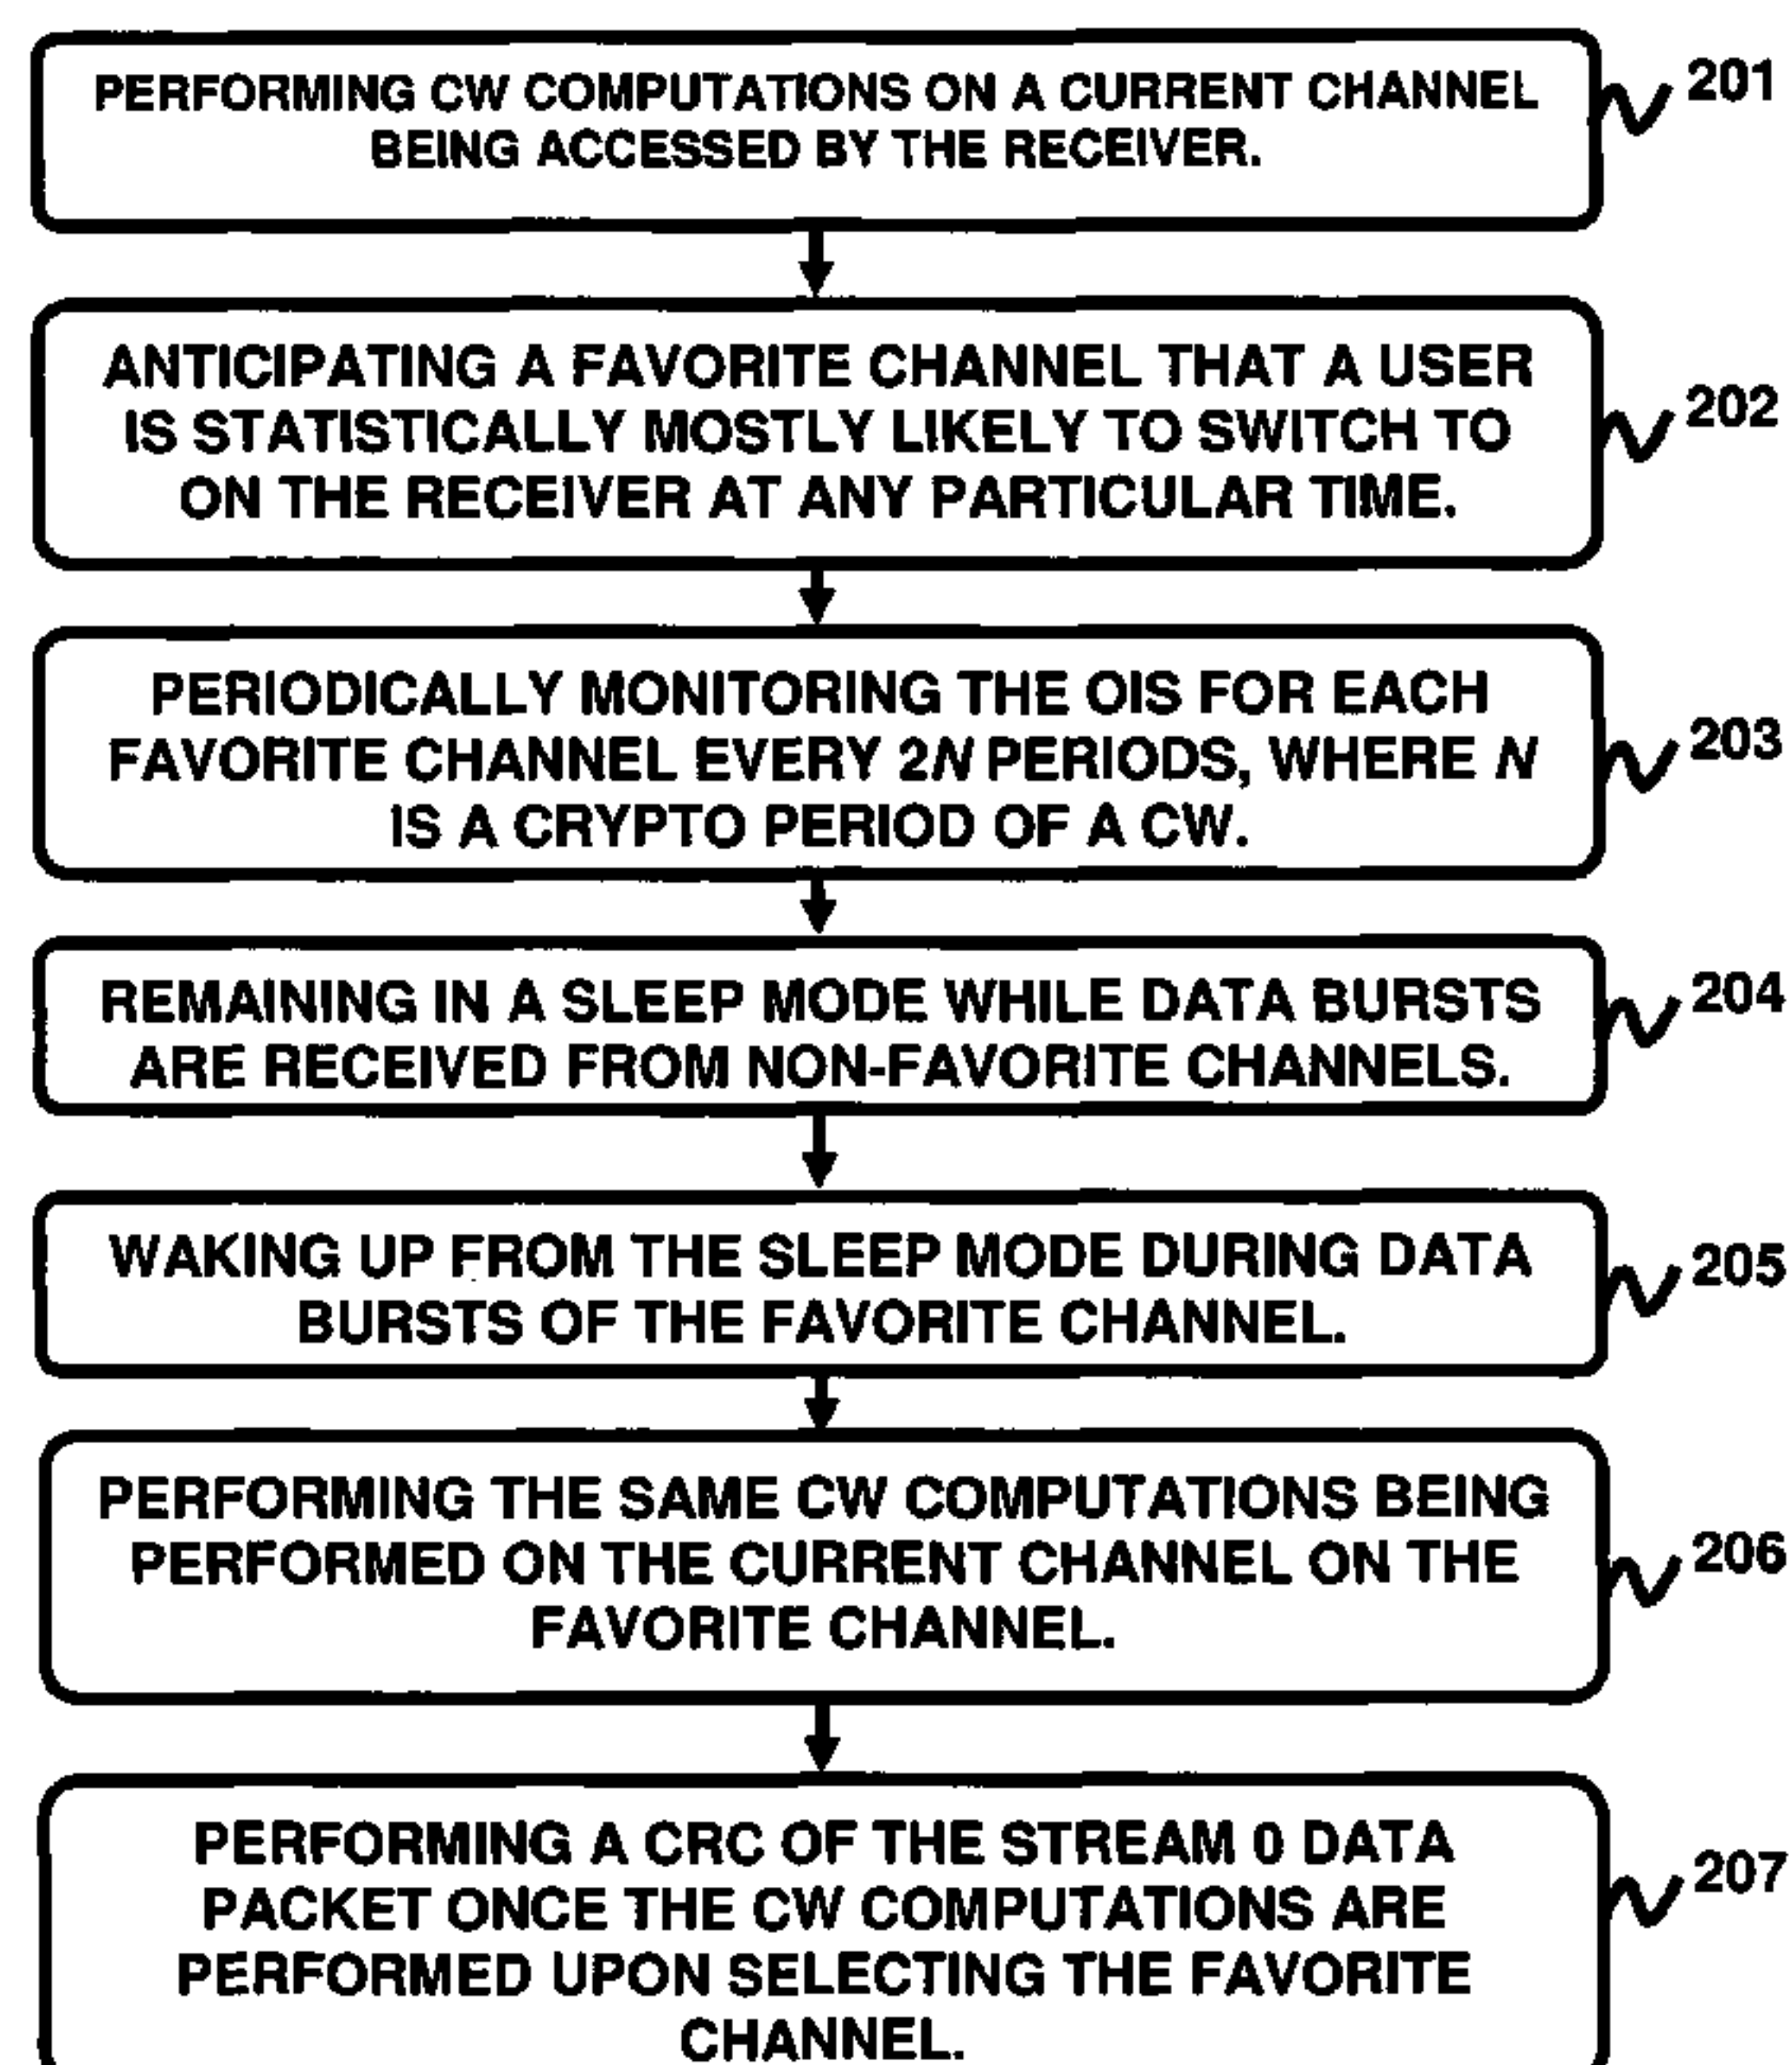 PERFORMING CW COMPUTATIONS ON A CURRENT CHANNEL
BEING ACCESSED BY THE RECEIVER.
201
ANTICIPATING A FAVORITE CHANNEL THAT A USER
IS STATISTICALLY MOSTLY LIKELY TO SWITCH TO
ON THE RECEIVER AT ANY PARTICULAR TIME.
202
PERIODICALLY MONITORING THE OIS FOR EACH
FAVORITE CHANNEL EVERY 2N PERIODS, WHERE N
IS A CRYPTO PERIOD OF A CW.
203
REMAINING IN A SLEEP MODE WHILE DATA BURSTS
ARE RECEIVED FROM NON-FAVORITE CHANNELS.
204
WAKING UP FROM THE SLEEP MODE DURING DATA
BURSTS OF THE FAVORITE CHANNEL.
205
PERFORMING THE SAME CW COMPUTATIONS BEING
PERFORMED ON THE CURRENT CHANNEL ON THE
FAVORITE CHANNEL.
206
PERFORMING A CRC OF THE STREAM 0 DATA
PACKET ONCE THE CW COMPUTATIONS ARE
PERFORMED UPON SELECTING THE FAVORITE
CHANNEL.
207